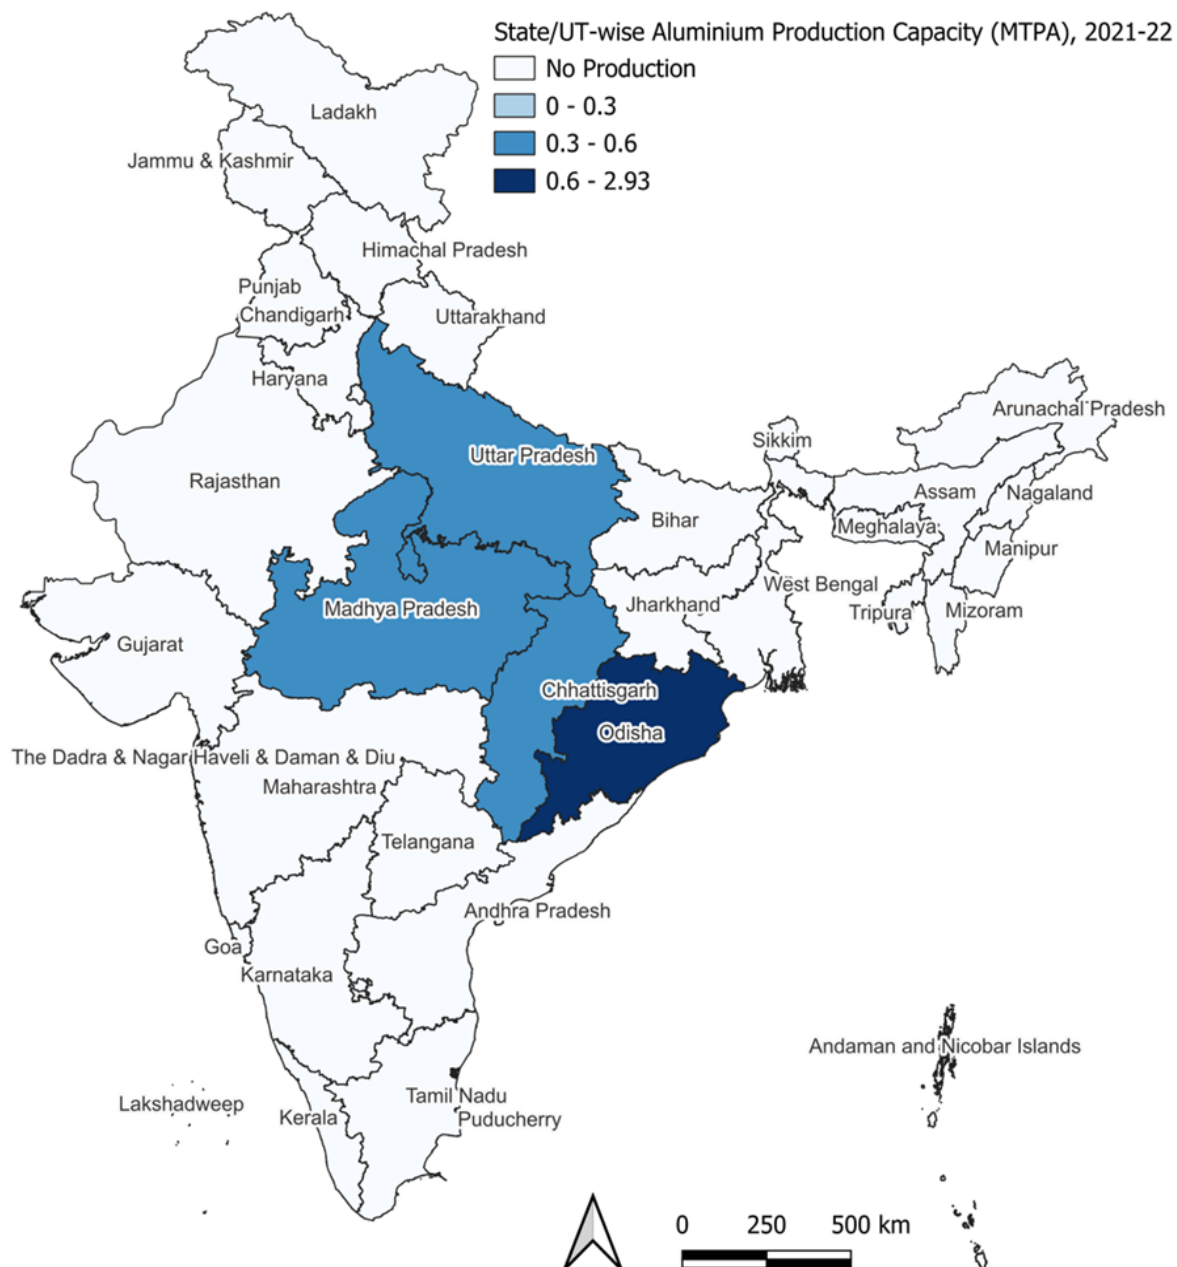 State/UT-wise Aluminium Production Capacity (MTPA), 2021-22
No Production
0 - 0.3
0.3 - 0.6
0.6 - 2.93
Ladakh
Jammu & Kashmir
Himachal Pradesh
Punjab
Chandigarh
Uttarakhand
Haryana
Arunachal Pradesh
Sikkim
Uttar Pradesh
Rajasthan
Assam
Nagaland
Bihar
Meghalaya
Manipur
West Bengal
Jharkhand
Madhya Pradesh
Tripura
Mizoram
Gujarat
Chhattisgarh
Odisha
The Dadra & Nagar Haveli & Daman & Diu
Maharashtra
Telangana
Andhra Pradesh
Goa
Karnataka
Andaman and Nicobar Islands
Tamil Nadu
Lakshadweep
Kerala
Puducherry
0 250 500 km